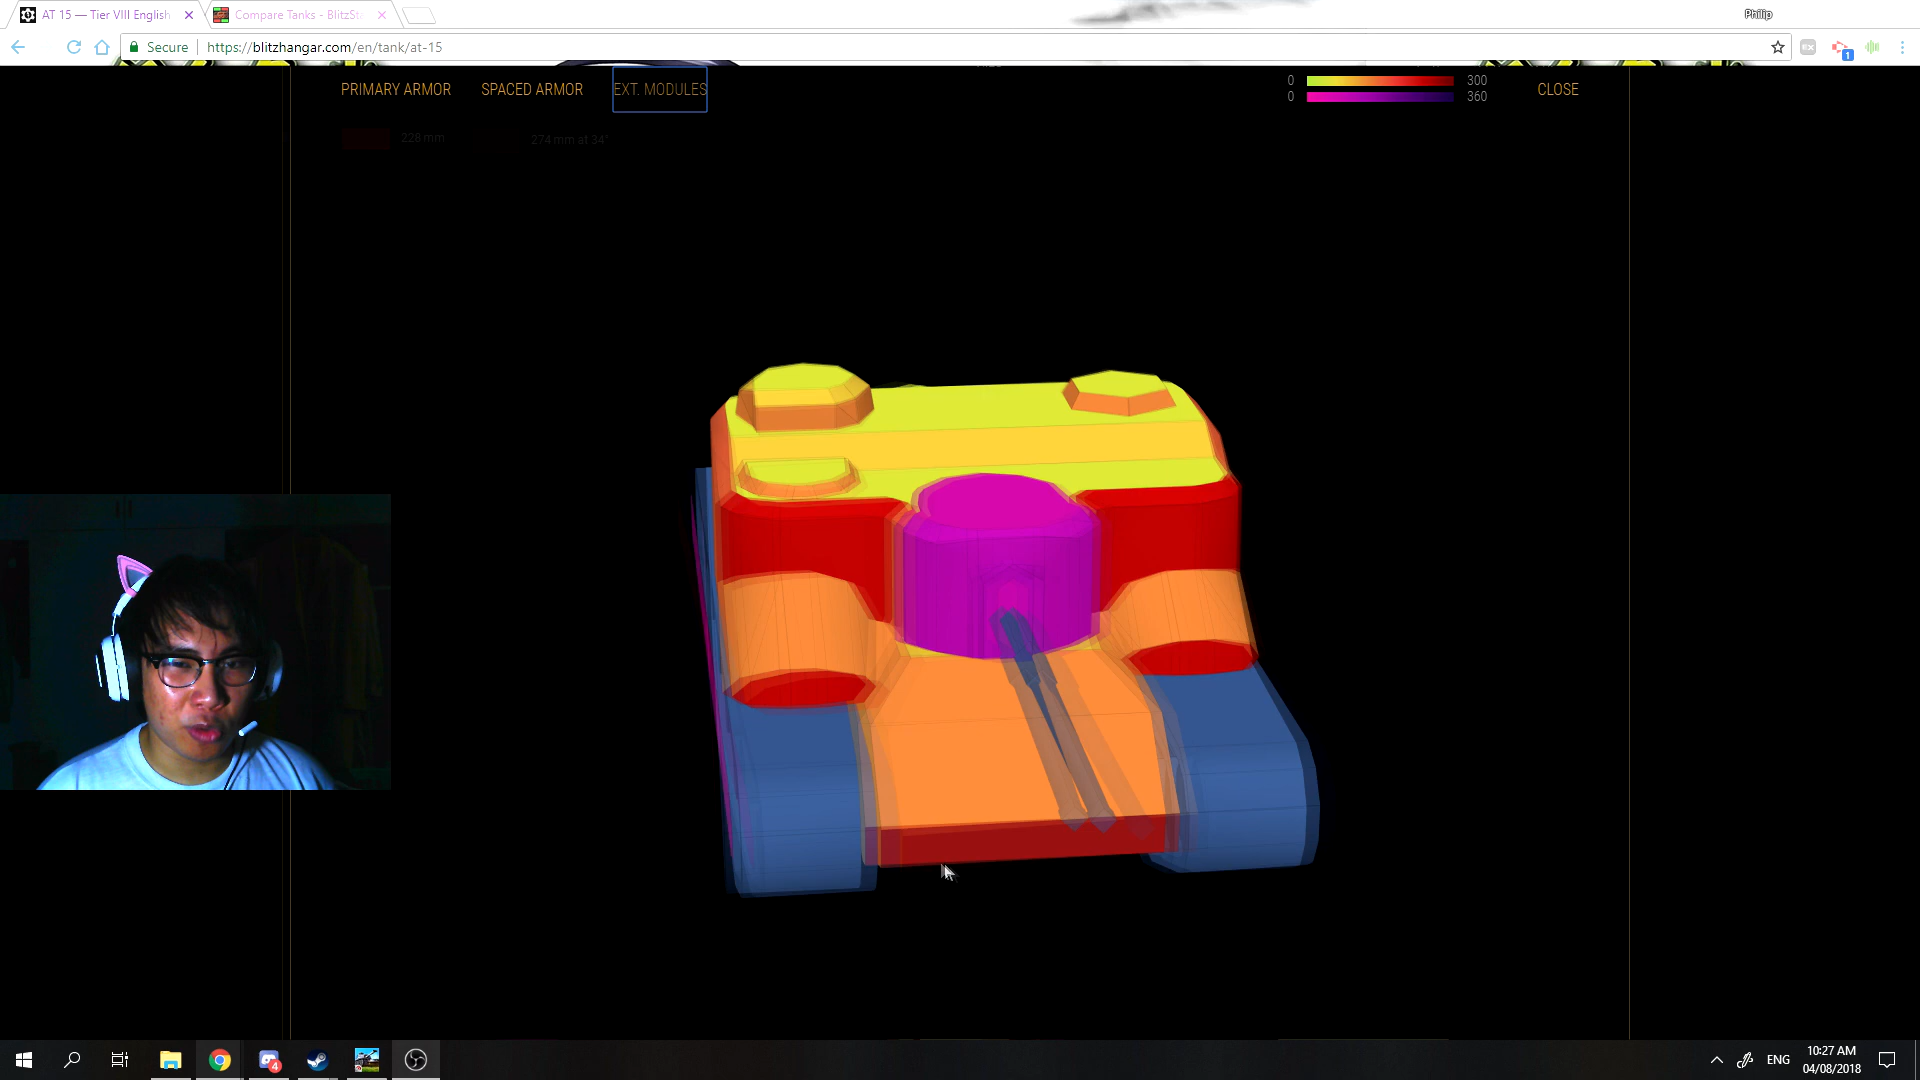 AT 15 — Tier VIII English
Compare Tanks - BlitzSt
Philip
Secure https://blitzhangar.com/en/tank/at-15
PRIMARY ARMOR SPACED ARMOR EXT. MODULES
0 300
0 360
CLOSE
228 mm 274 mm at 34°
4
1
ENG
10:27 AM
04/08/2018